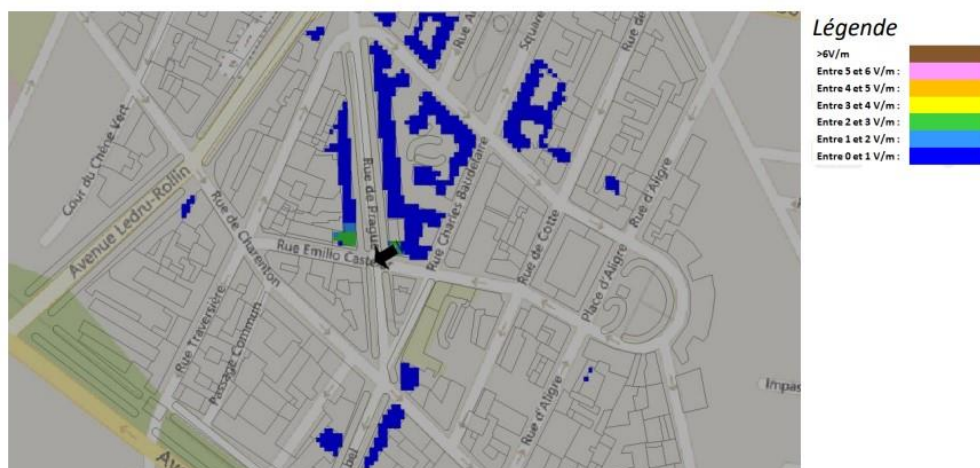 Légende
>6V/m
Entre 5 et 6 V/m :
Entre 4 et 5 V/m :
Entre 3 et 4 V/m :
Entre 2 et 3 V/m :
Entre 1 et 2 V/m :
Entre 0 et 1 V/m :
Square
Rue de
Cour du Chêne Vert
Avenue Ledru-Rollin
Rue de Charenton
Rue de Prague
Rue Charles Baudelaire
Rue Emilio Castel
Rue d'Aligre
Rue de Cotte
Place d'Aligre
Rue Traversière
Passage Commun
Rue d'Aligre
Impas